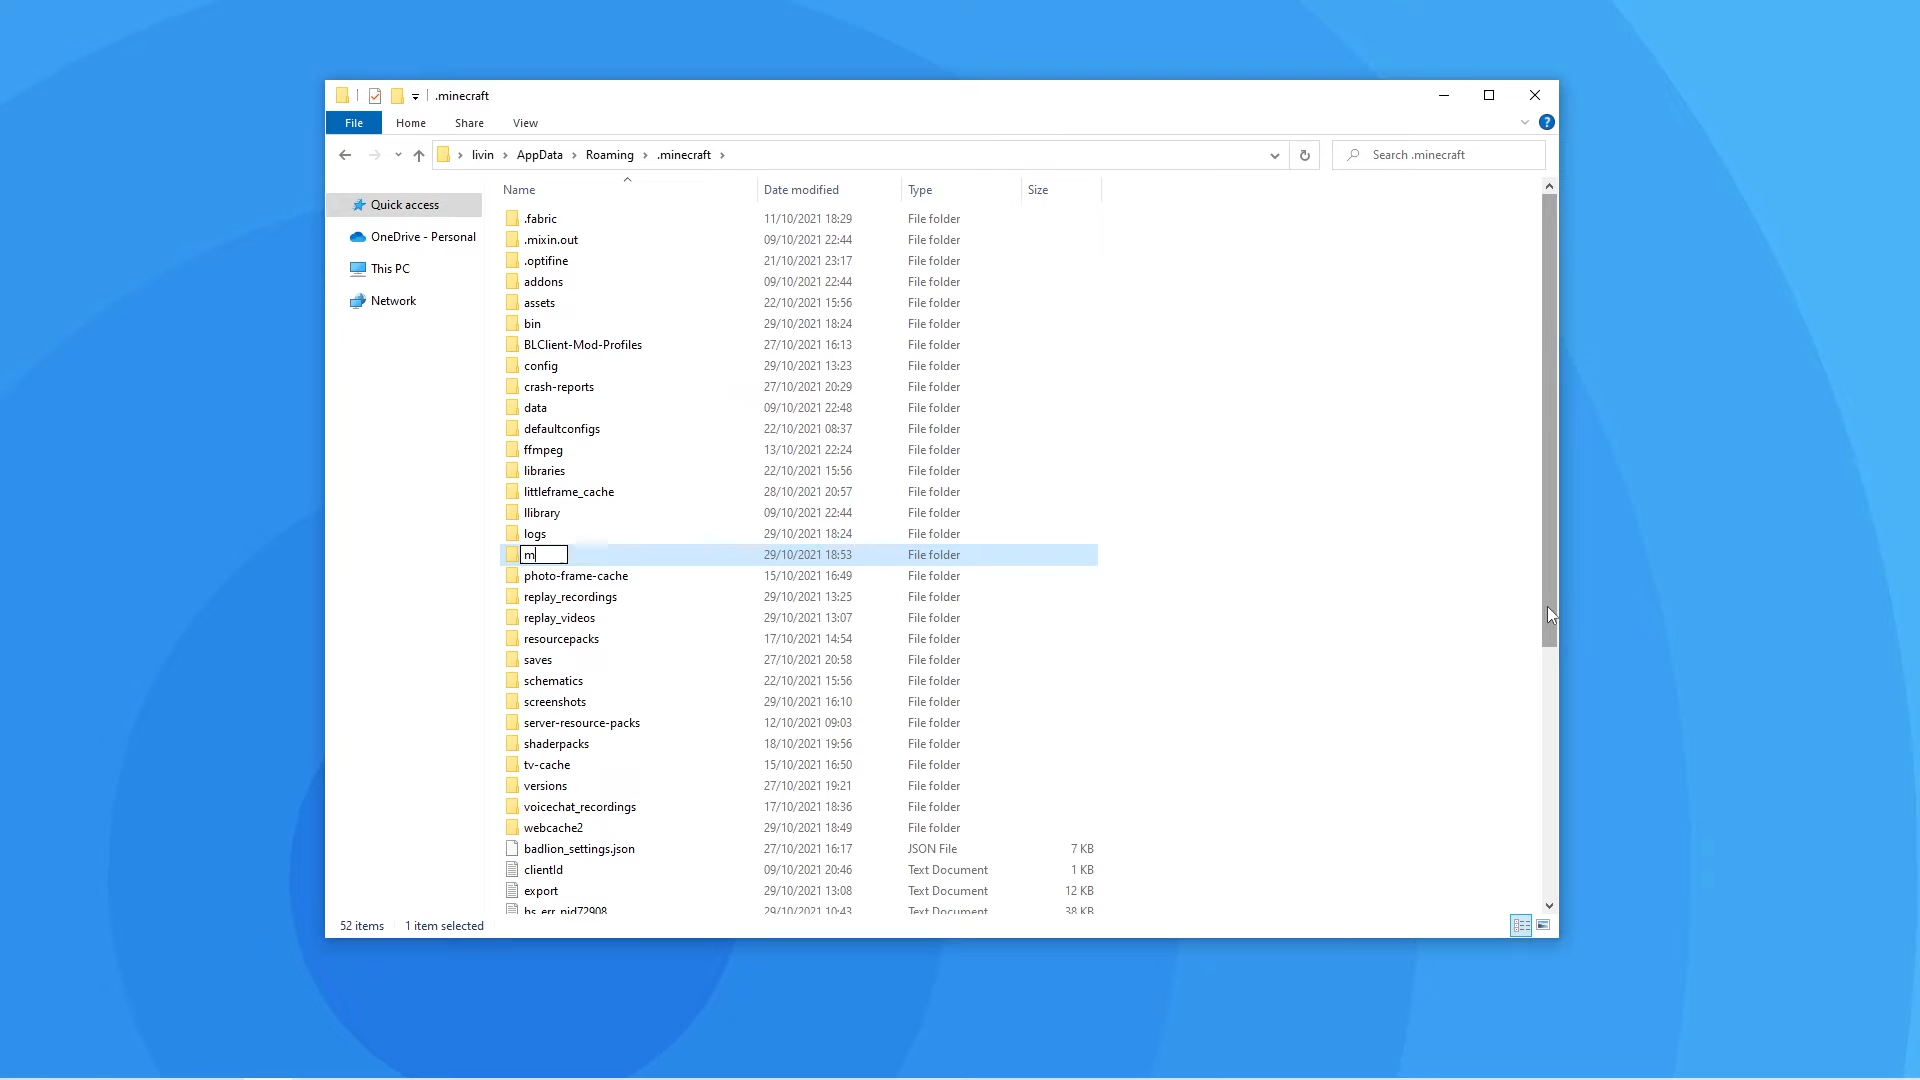 .minecraft
File Home Share View
livin AppData Roaming .minecraft Search .minecraft
Name Date modified Type Size
Quick access
OneDrive - Personal
This PC
Network
.fabric 11/10/2021 18:29 File folder
.mixin.out 09/10/2021 22:44 File folder
.optifine 21/10/2021 23:17 File folder
addons 09/10/2021 22:44 File folder
assets 22/10/2021 15:56 File folder
bin 29/10/2021 18:24 File folder
BLClient-Mod-Profiles 27/10/2021 16:13 File folder
config 29/10/2021 13:23 File folder
crash-reports 27/10/2021 20:29 File folder
data 09/10/2021 22:48 File folder
defaultconfigs 22/10/2021 08:37 File folder
ffmpeg 13/10/2021 22:24 File folder
libraries 22/10/2021 15:56 File folder
littleframe_cache 28/10/2021 20:57 File folder
llibrary 09/10/2021 22:44 File folder
logs 29/10/2021 18:24 File folder
m 29/10/2021 18:53 File folder
photo-frame-cache 15/10/2021 16:49 File folder
replay_recordings 29/10/2021 13:25 File folder
replay_videos 29/10/2021 13:07 File folder
resourcepacks 17/10/2021 14:54 File folder
saves 27/10/2021 20:58 File folder
schematics 22/10/2021 15:56 File folder
screenshots 29/10/2021 16:10 File folder
server-resource-packs 12/10/2021 09:03 File folder
shaderpacks 18/10/2021 19:56 File folder
tv-cache 15/10/2021 16:50 File folder
versions 27/10/2021 19:21 File folder
voicechat_recordings 17/10/2021 18:36 File folder
webcache2 29/10/2021 18:49 File folder
badlion_settings.json 27/10/2021 16:17 JSON File 7 KB
clientId 09/10/2021 20:46 Text Document 1 KB
export 29/10/2021 13:08 Text Document 12 KB
hs_err_pid72908 29/10/2021 10:43 Text Document 38 KB
52 items 1 item selected